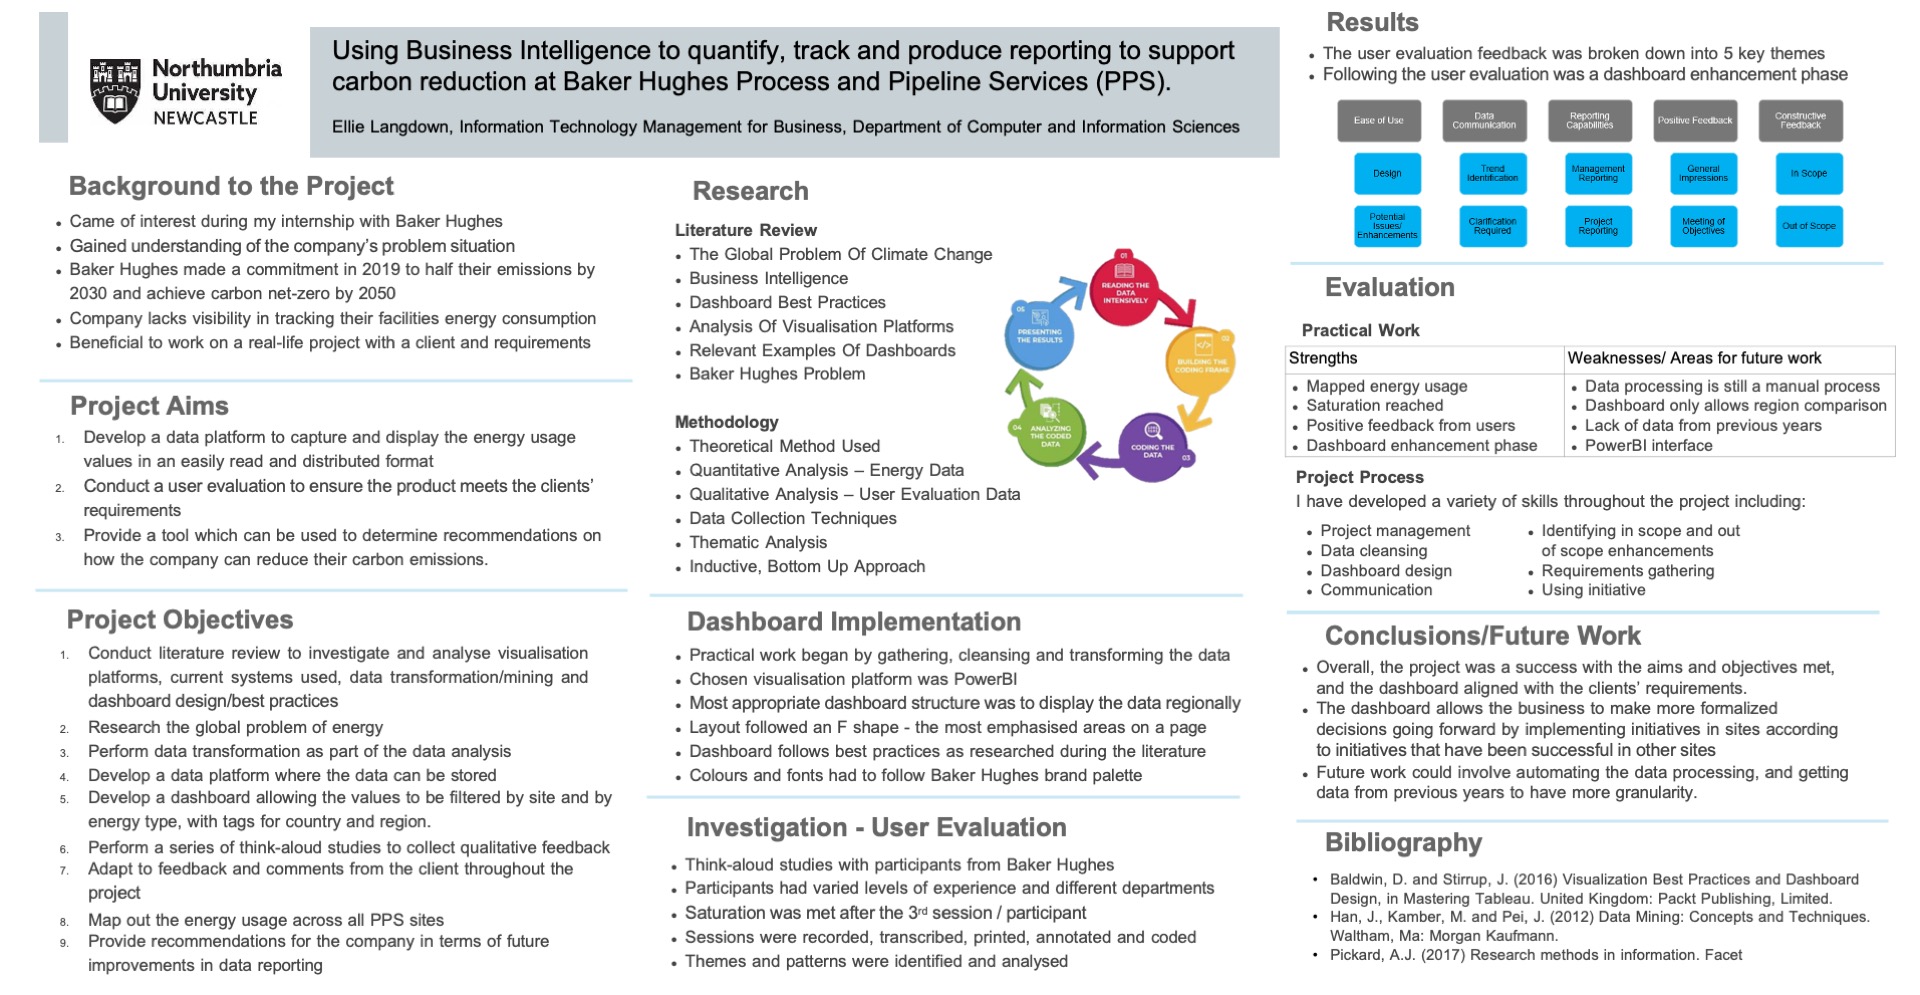 Northumbria
University
NEWCASTLE
Using Business Intelligence to quantify, track and produce reporting to support
carbon reduction at Baker Hughes Process and Pipeline Services (PPS).
Ellie Langdown, Information Technology Management for Business, Department of Computer and Information Sciences
Background to the Project
• Came of interest during my internship with Baker Hughes
• Gained understanding of the company's problem situation
• Baker Hughes made a commitment in 2019 to half their emissions by
2030 and achieve carbon net-zero by 2050
• Company lacks visibility in tracking their facilities energy consumption
• Beneficial to work on a real-life project with a client and requirements
Project Aims
1. Develop a data platform to capture and display the energy usage
values in an easily read and distributed format
2. Conduct a user evaluation to ensure the product meets the clients'
requirements
3. Provide a tool which can be used to determine recommendations on
how the company can reduce their carbon emissions.
Project Objectives
1. Conduct literature review to investigate and analyse visualisation
platforms, current systems used, data transformation/mining and
dashboard design/best practices
2. Research the global problem of energy
3. Perform data transformation as part of the data analysis
4. Develop a data platform where the data can be stored
5. Develop a dashboard allowing the values to be filtered by site and by
energy type, with tags for country and region.
6. Perform a series of think-aloud studies to collect qualitative feedback
7. Adapt to feedback and comments from the client throughout the
project
8. Map out the energy usage across all PPS sites
9. Provide recommendations for the company in terms of future
improvements in data reporting
Research
Literature Review
• The Global Problem Of Climate Change
• Business Intelligence
• Dashboard Best Practices
• Analysis Of Visualisation Platforms
• Relevant Examples Of Dashboards
• Baker Hughes Problem
Methodology
• Theoretical Method Used
• Quantitative Analysis – Energy Data
• Qualitative Analysis – User Evaluation Data
• Data Collection Techniques
• Thematic Analysis
• Inductive, Bottom Up Approach
01
READING THE
DATA
INTENSIVELY
02
BUILDING THE
CODING FRAME
CODING THE
DATA
03
04
ANALYZING
THE CODED
DATA
05
PRESENTING
THE RESULTS
Dashboard Implementation
• Practical work began by gathering, cleansing and transforming the data
• Chosen visualisation platform was PowerBI
• Most appropriate dashboard structure was to display the data regionally
• Layout followed an F shape - the most emphasised areas on a page
• Dashboard follows best practices as researched during the literature
• Colours and fonts had to follow Baker Hughes brand palette
Investigation - User Evaluation
• Think-aloud studies with participants from Baker Hughes
• Participants had varied levels of experience and different departments
• Saturation was met after the 3rd session / participant
• Sessions were recorded, transcribed, printed, annotated and coded
• Themes and patterns were identified and analysed
Results
• The user evaluation feedback was broken down into 5 key themes
• Following the user evaluation was a dashboard enhancement phase
Ease of Use
Design
Potential
Issues/
Enhancements
Data
Communication
Trend
Identification
Clarification
Required
Reporting
Capabilities
Management
Reporting
Project
Reporting
Positive Feedback
General
Impressions
Meeting of
Objectives
Constructive
Feedback
In Scope
Out of Scope
Evaluation
Practical Work
Strengths
• Mapped energy usage
• Saturation reached
• Positive feedback from users
• Dashboard enhancement phase
Weaknesses/ Areas for future work
• Data processing is still a manual process
• Dashboard only allows region comparison
• Lack of data from previous years
• PowerBI interface
Project Process
I have developed a variety of skills throughout the project including:
• Project management
• Data cleansing
• Dashboard design
• Communication
• Identifying in scope and out
of scope enhancements
• Requirements gathering
• Using initiative
Conclusions/Future Work
• Overall, the project was a success with the aims and objectives met,
and the dashboard aligned with the clients' requirements.
• The dashboard allows the business to make more formalized
decisions going forward by implementing initiatives in sites according
to initiatives that have been successful in other sites
• Future work could involve automating the data processing, and getting
data from previous years to have more granularity.
Bibliography
• Baldwin, D. and Stirrup, J. (2016) Visualization Best Practices and Dashboard
Design, in Mastering Tableau. United Kingdom: Packt Publishing, Limited.
• Han, J., Kamber, M. and Pei, J. (2012) Data Mining: Concepts and Techniques.
Waltham, Ma: Morgan Kaufmann.
• Pickard, A.J. (2017) Research methods in information. Facet